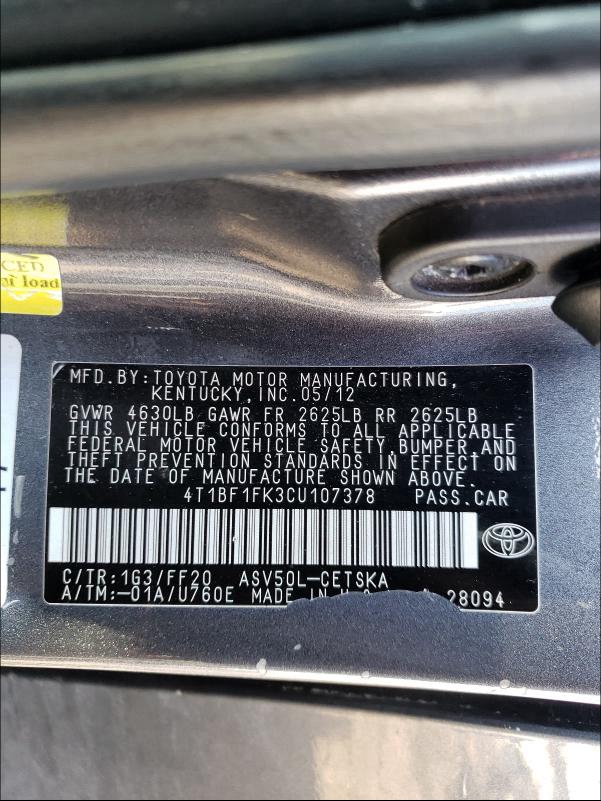 CED
load
MFD. BY: TOYOTA MOTOR MANUFACTURING,
KENTUCKY, INC. 05/12
GVWR 4630LB GAWR FR 2625LB RR 2625LB
THIS VEHICLE CONFORMS TO ALL APPLICABLE
FEDERAL MOTOR VEHICLE SAFETY, BUMPER, AND
THEFT PREVENTION STANDARDS IN EFFECT ON
THE DATE OF MANUFACTURE SHOWN ABOVE.
4T1BF1FK3CU107378 PASS. CAR
C/TR: 1G3/FF20 ASV50L-CETSKA
A/TM: -01A/U760E MADE IN 28094